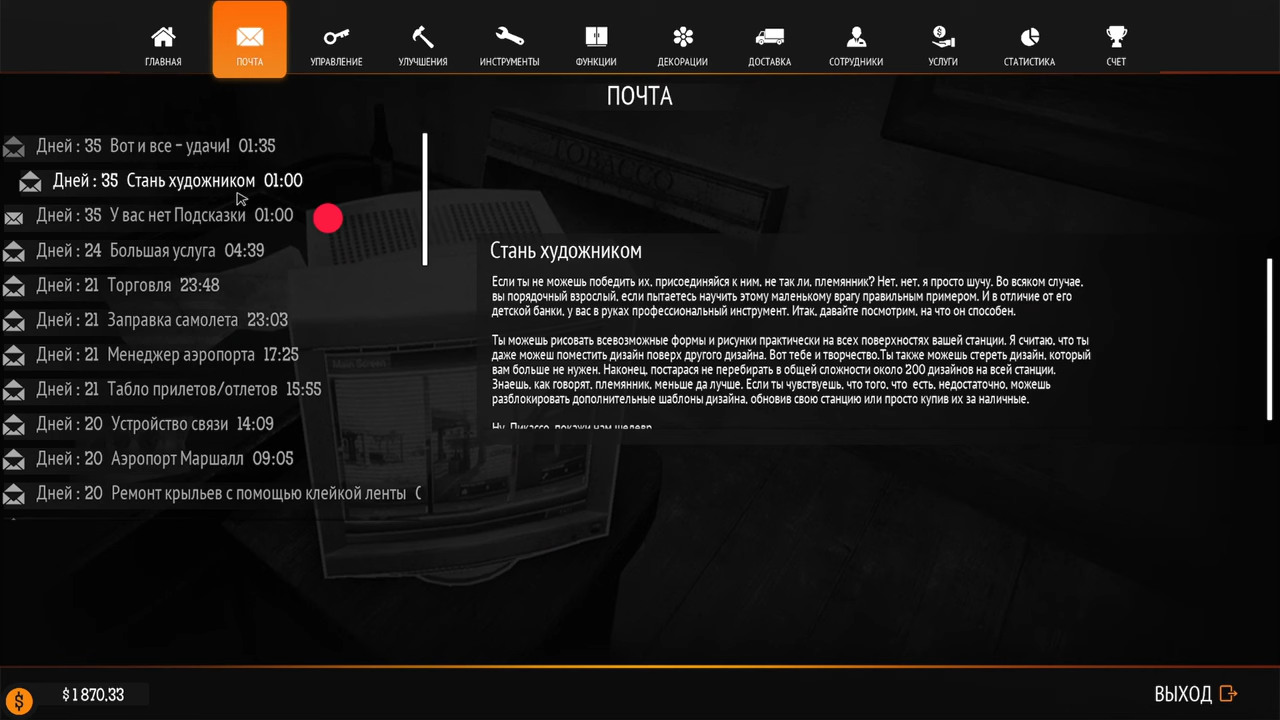 ГЛАВНАЯ
ПОЧТА
УПРАВЛЕНИЕ
УЛУЧШЕНИЯ
ИНСТРУМЕНТЫ
ФУНКЦИИ
ДЕКОРАЦИИ
ДОСТАВКА
СОТРУДНИКИ
УСЛУГИ
СТАТИСТИКА
СЧЕТ
ПОЧТА
TOBACCO
Дней : 35 Вот и все - удачи! 01:35
Дней : 35 Стань художником 01:00
Дней : 35 У вас нет Подсказки 01:00
Дней : 24 Большая услуга 04:39
Дней : 21 Торговля 23:48
Дней : 21 Заправка самолета 23:03
Дней : 21 Менеджер аэропорта 17:25
Дней : 21 Табло прилетов/отлетов 15:55
Дней : 20 Устройство связи 14:09
Дней : 20 Аэропорт Маршалл 09:05
Дней : 20 Ремонт крыльев с помощью клейкой ленты
Стань художником
Если ты не можешь победить их, присоединяйся к ним, не так ли, племянник? Нет, нет, я просто шучу. Во всяком случае,
вы порядочный взрослый, если пытаетесь научить этому маленькому врагу правильным примером. И в отличие от его
детской банки, у вас в руках профессиональный инструмент. Итак, давайте посмотрим, на что он способен.
Ты можешь рисовать всевозможные формы и рисунки практически на всех поверхностях вашей станции. Я считаю, что ты
даже можеш поместить дизайн поверх другого дизайна. Вот тебе и творчество.Ты также можешь стереть дизайн, который
вам больше не нужен. Наконец, постарася не перебирать в общей сложности около 200 дизайнов на всей станции.
Знаешь, как говорят, племянник, меньше да лучше. Если ты чувствуешь, что того, что есть, недостаточно, можешь
разблокировать дополнительные шаблоны дизайна, обновив свою станцию или просто купив их за наличные.
Ну, Пикассо, покажи нам шедевр
Main Screen
$ 1 870,33
ВЫХОД